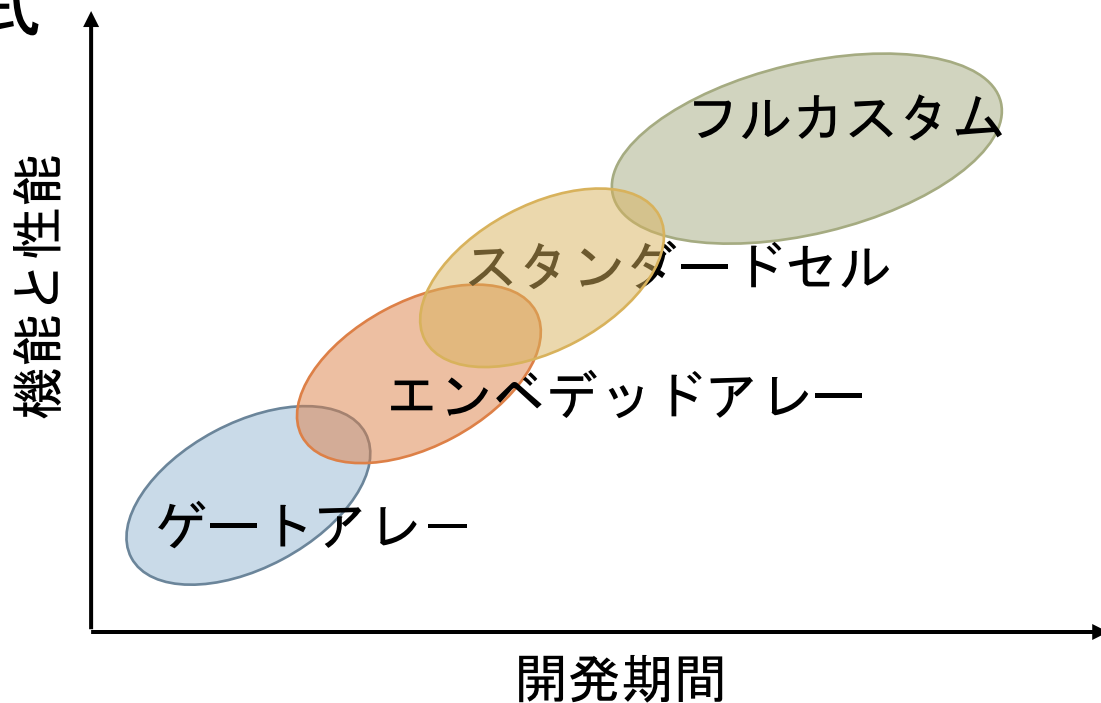 式
フルカスタム
スタンダードセル
エンベデッドアレー
ゲートアレー
機能と性能
開発期間